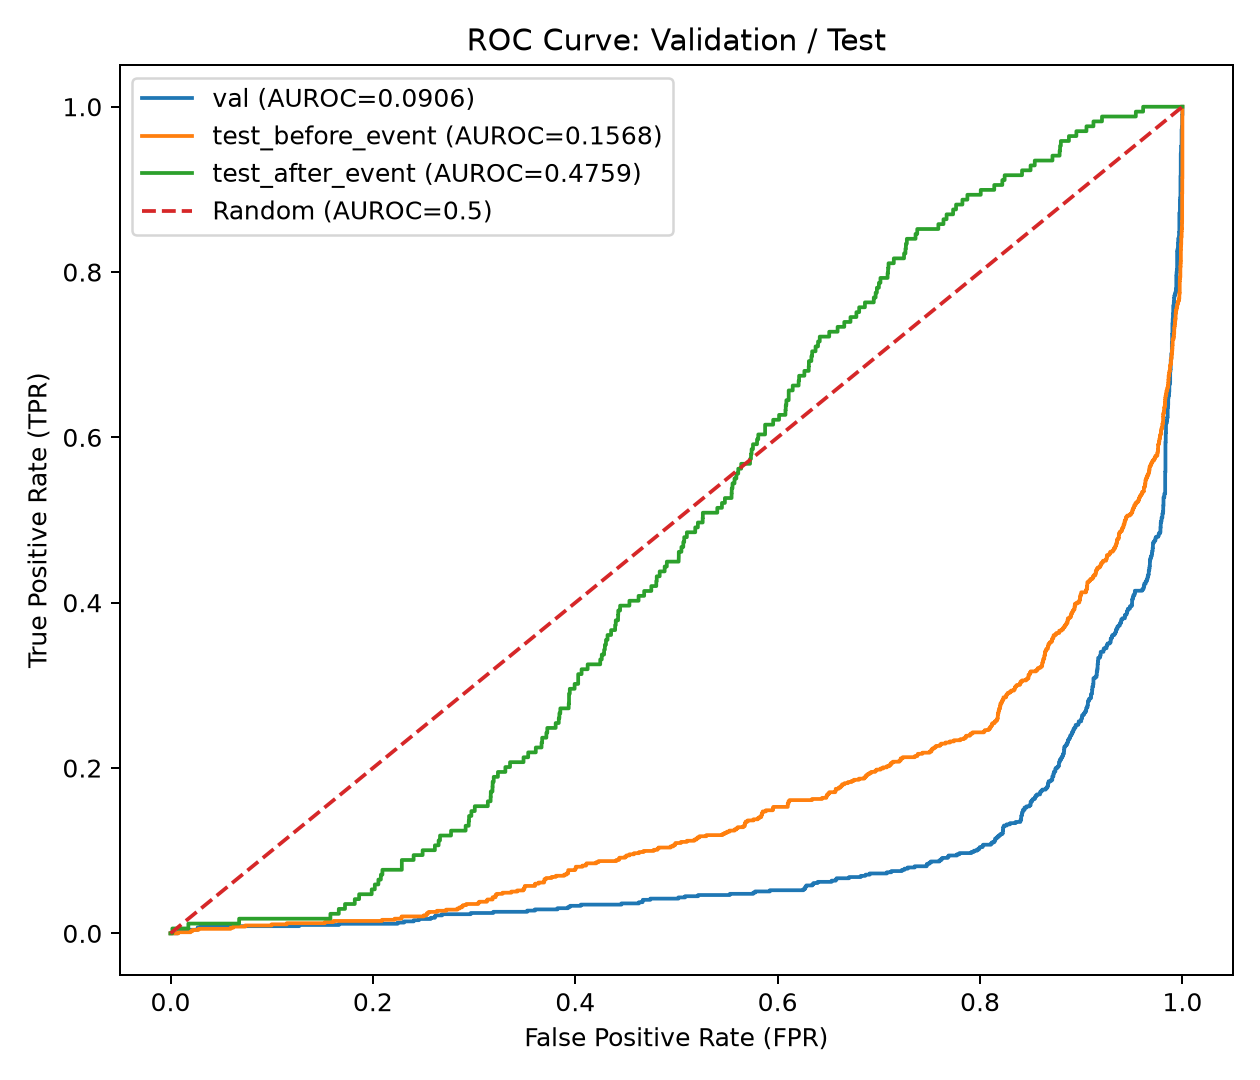 ROC Curve: Validation / Test
val (AUROC=0.0906)
test_before_event (AUROC=0.1568)
test_after_event (AUROC=0.4759)
Random (AUROC=0.5)
True Positive Rate (TPR)
1.0
0.8
0.6
0.4
0.2
0.0
0.0 0.2 0.4 0.6 0.8 1.0
False Positive Rate (FPR)